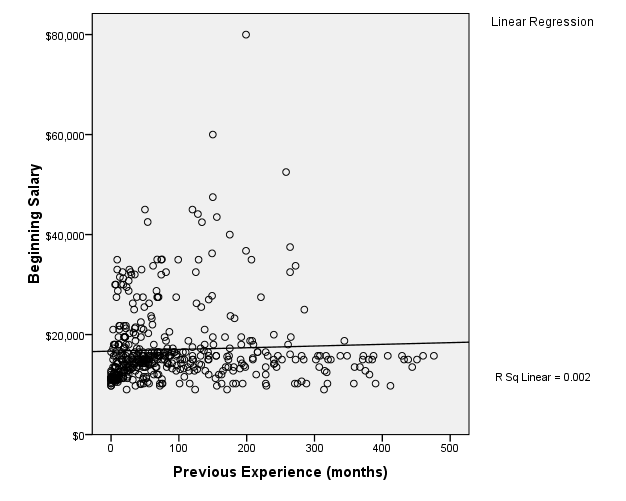 Linear Regression
$80,000
$60,000
$40,000
$20,000
$0
Beginning Salary
0 100 200 300 400 500
Previous Experience (months)
R Sq Linear = 0.002